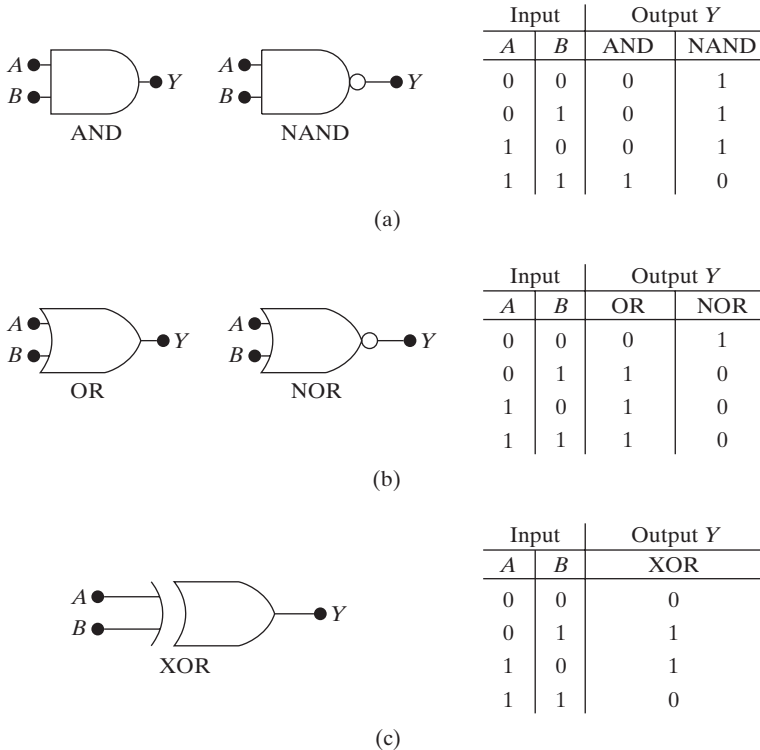 Input Output Y
A B AND NAND
A Y A Y
0 0 0 1
B B
0 1 0 1
AND NAND
1 0 0 1
1 1 1 0
(a)
Input Output Y
A B OR NOR
A Y A Y
0 0 0 1
B B
0 1 1 0
OR NOR
1 0 1 0
1 1 1 0
(b)
Input Output Y
A B XOR
A
0 0 0
Y
B
0 1 1
XOR
1 0 1
1 1 0
(c)